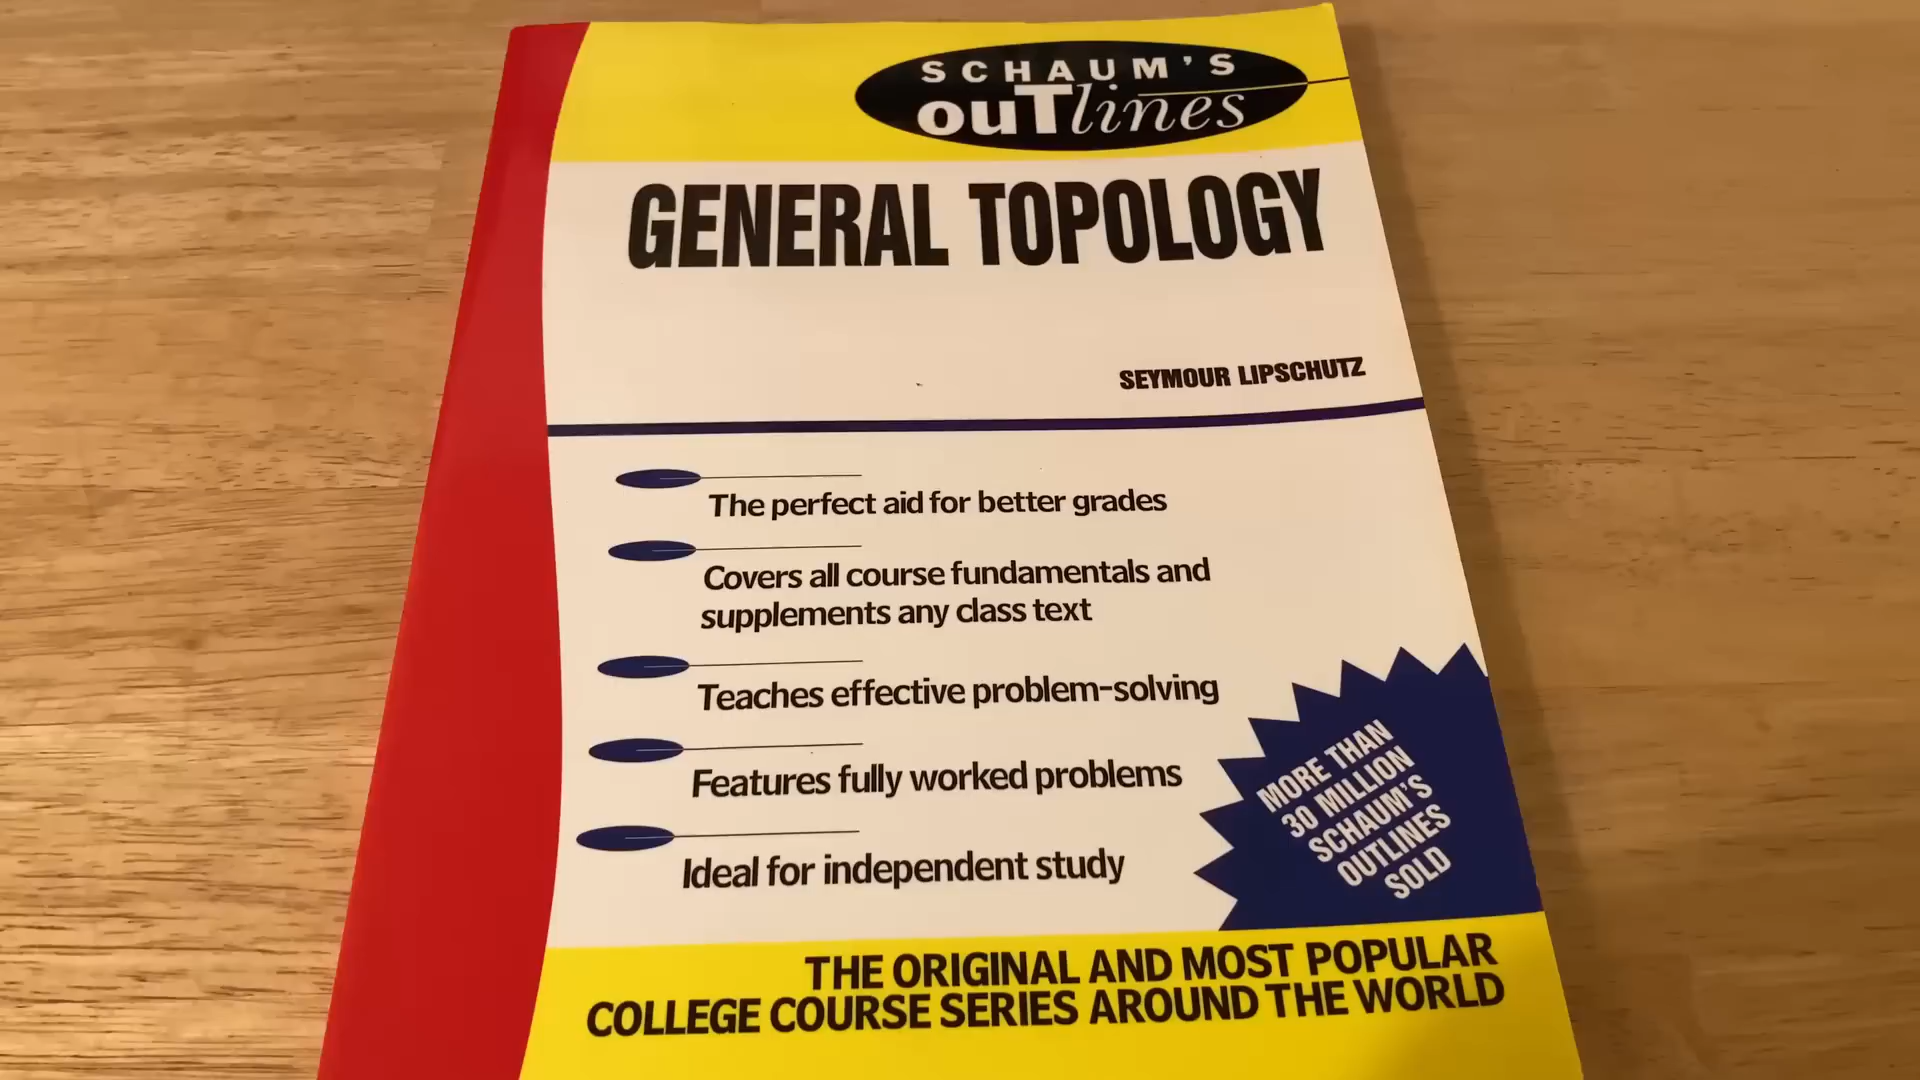 SCHAUM'S
ouTlines
GENERAL TOPOLOGY
SEYMOUR LIPSCHUTZ
The perfect aid for better grades
Covers all course fundamentals and
supplements any class text
Teaches effective problem-solving
Features fully worked problems
Ideal for independent study
MORE THAN
30 MILLION
SCHAUM'S
OUTLINES
SOLD
THE ORIGINAL AND MOST POPULAR
COLLEGE COURSE SERIES AROUND THE WORLD